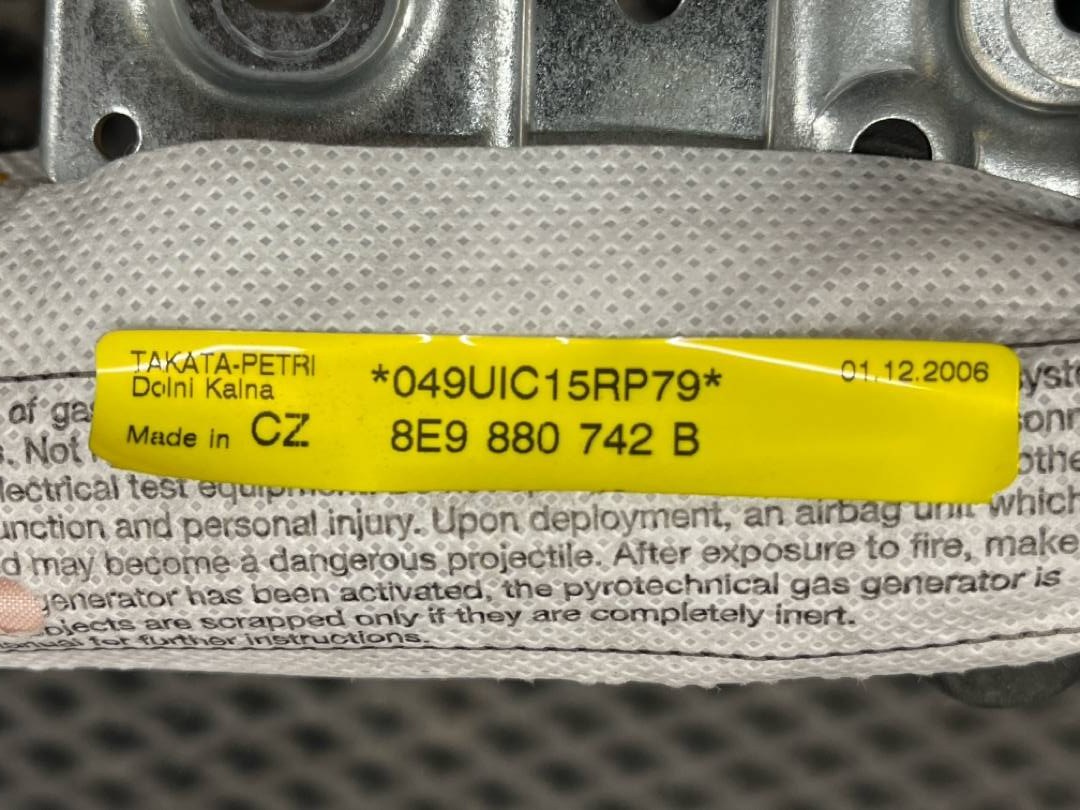 TAKATA-PETRI
Dolni Kalna
Made in CZ
*049UIC15RP79*
8E9 880 742 B
01.12.2006
of gas
. Not
electrical test
unction and personal injury. Upon deployment, an airbag unit which
d may become a dangerous projectile. After exposure to fire, make
generator has been activated, the pyrotechnical gas generator is
bjects are scrapped only if they are completely inert.
for further instructions.